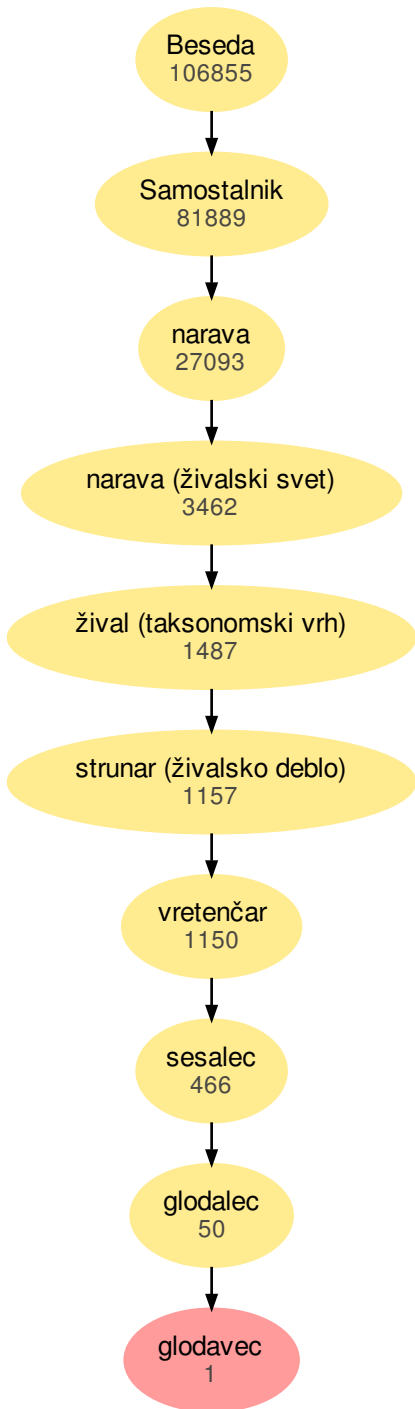 Beseda
106855
Samostalnik
81889
narava
27093
narava (živalski svet)
3462
žival (taksonomski vrh)
1487
strunar (živalsko deblo)
1157
vretenčar
1150
sesalec
466
glodalec
50
glodavec
1